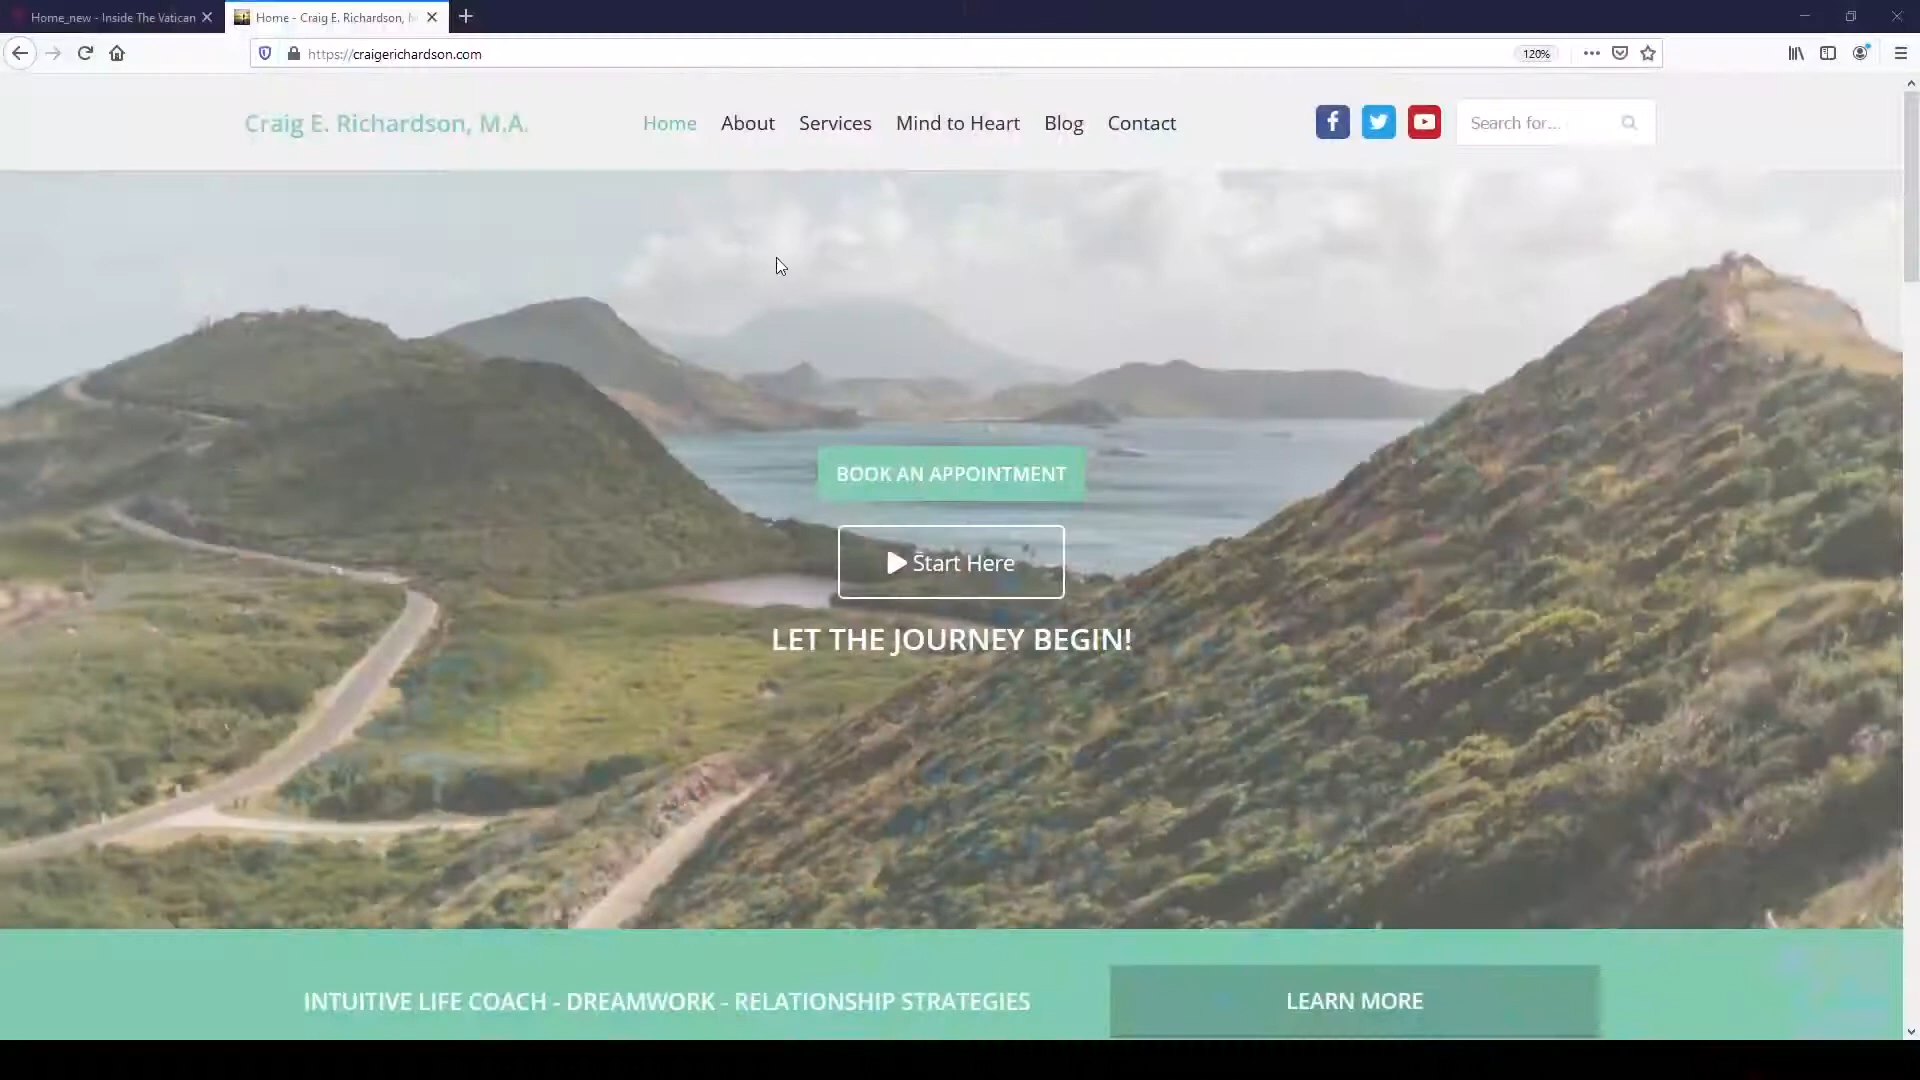 Home_new - Inside The Vatican
Home - Craig E. Richardson,
https://craigerichardson.com
120%
Craig E. Richardson, M.A.
Home About Services Mind to Heart Blog Contact
Search for...
BOOK AN APPOINTMENT
Start Here
LET THE JOURNEY BEGIN!
INTUITIVE LIFE COACH - DREAMWORK - RELATIONSHIP STRATEGIES
LEARN MORE